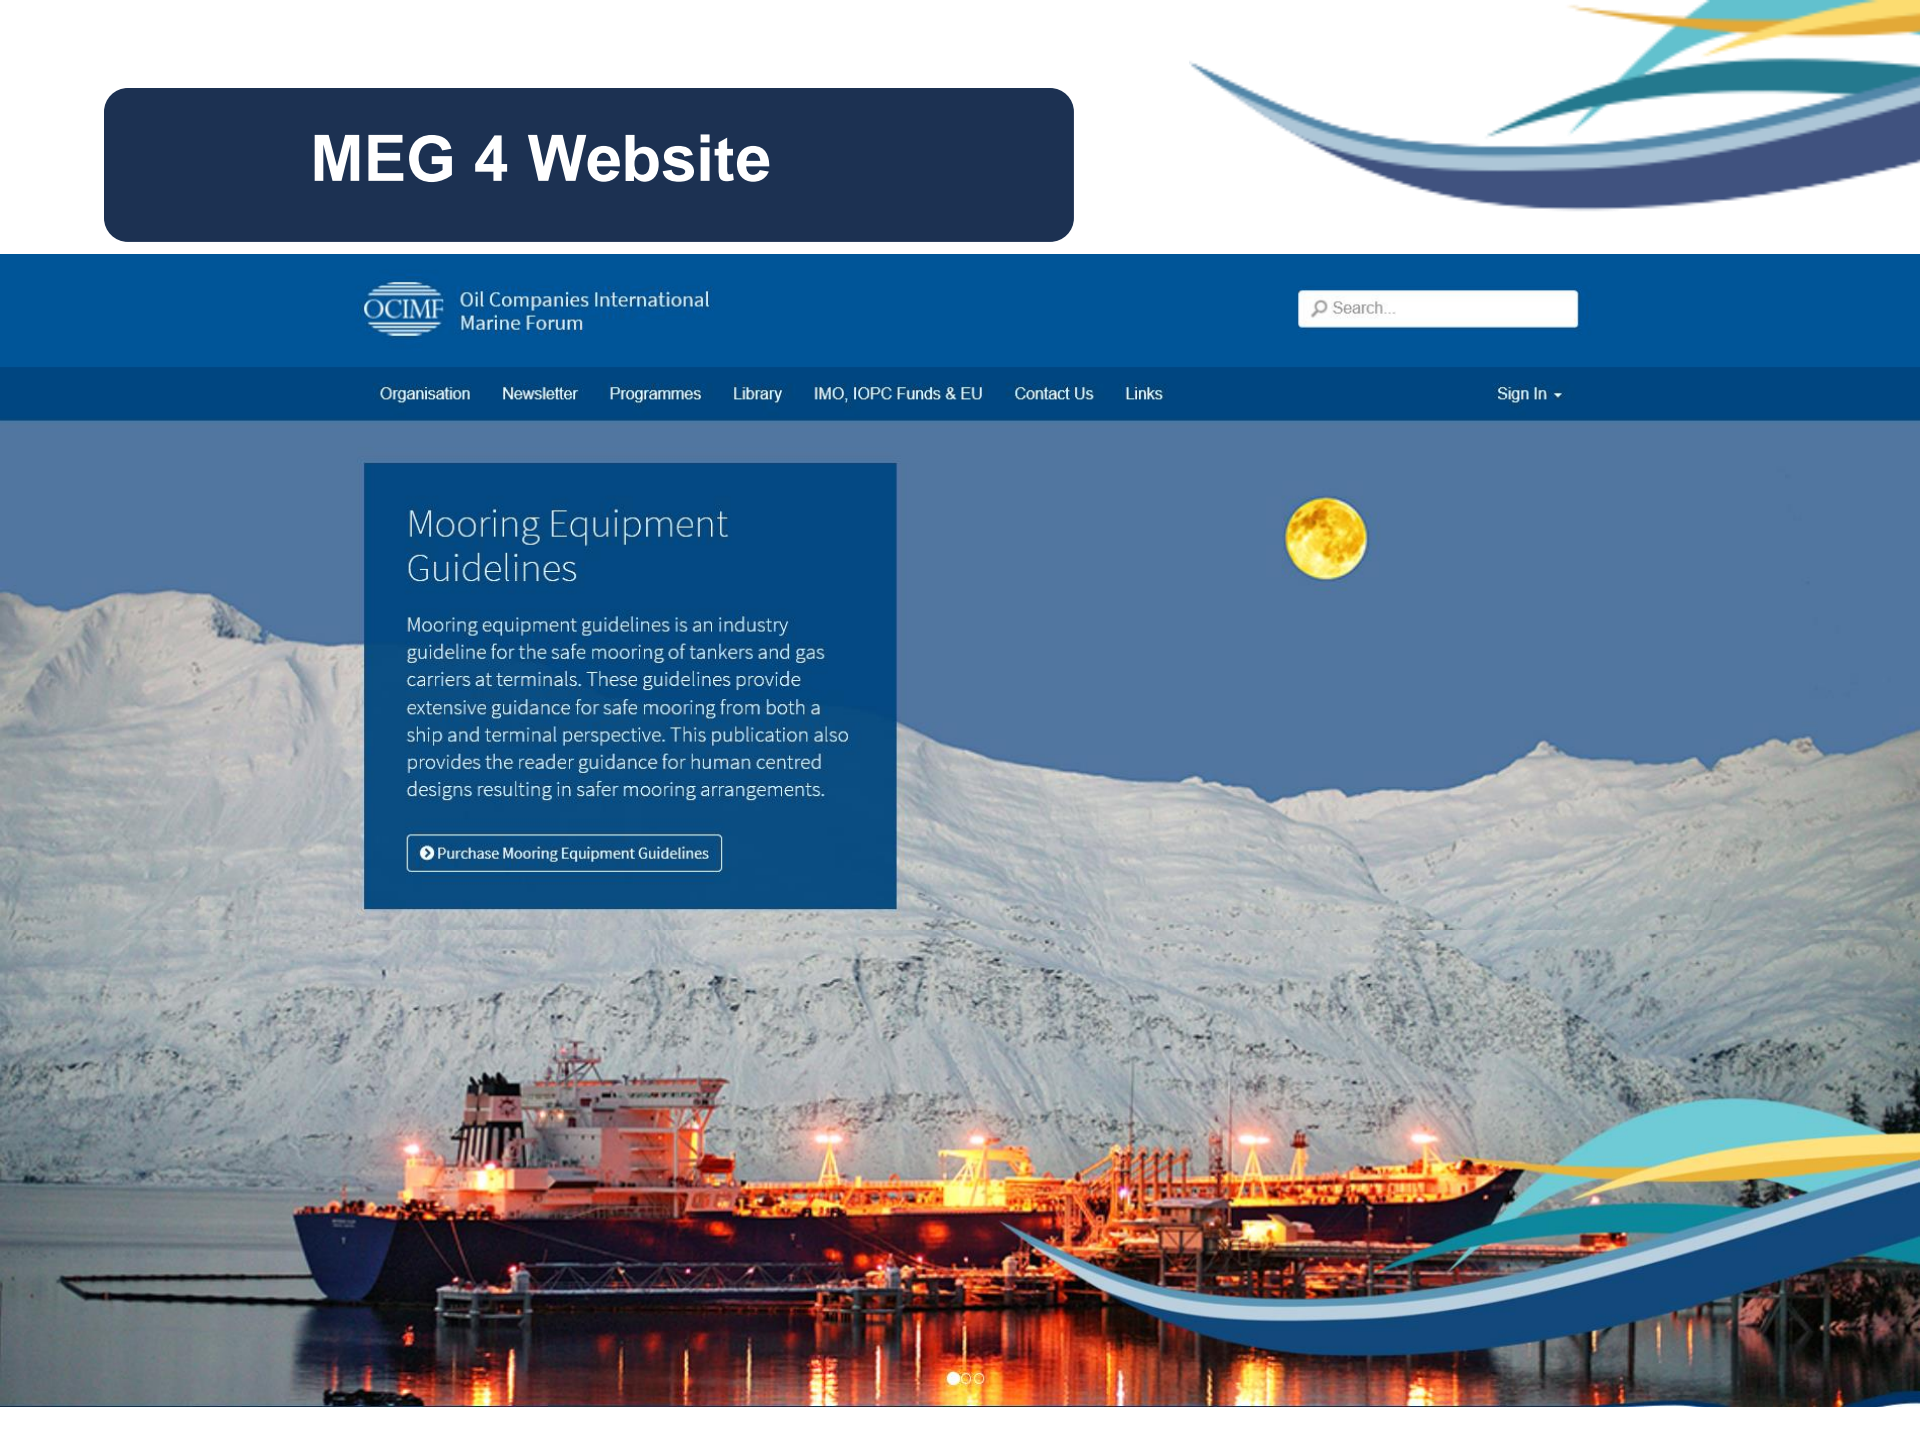 MEG 4 Website
OCIMF
Oil Companies International
Marine Forum
Search...
Organisation Newsletter Programmes Library IMO, IOPC Funds & EU Contact Us Links Sign In
Mooring Equipment
Guidelines
Mooring equipment guidelines is an industry
guideline for the safe mooring of tankers and gas
carriers at terminals. These guidelines provide
extensive guidance for safe mooring from both a
ship and terminal perspective. This publication also
provides the reader guidance for human centred
designs resulting in safer mooring arrangements.
Purchase Mooring Equipment Guidelines